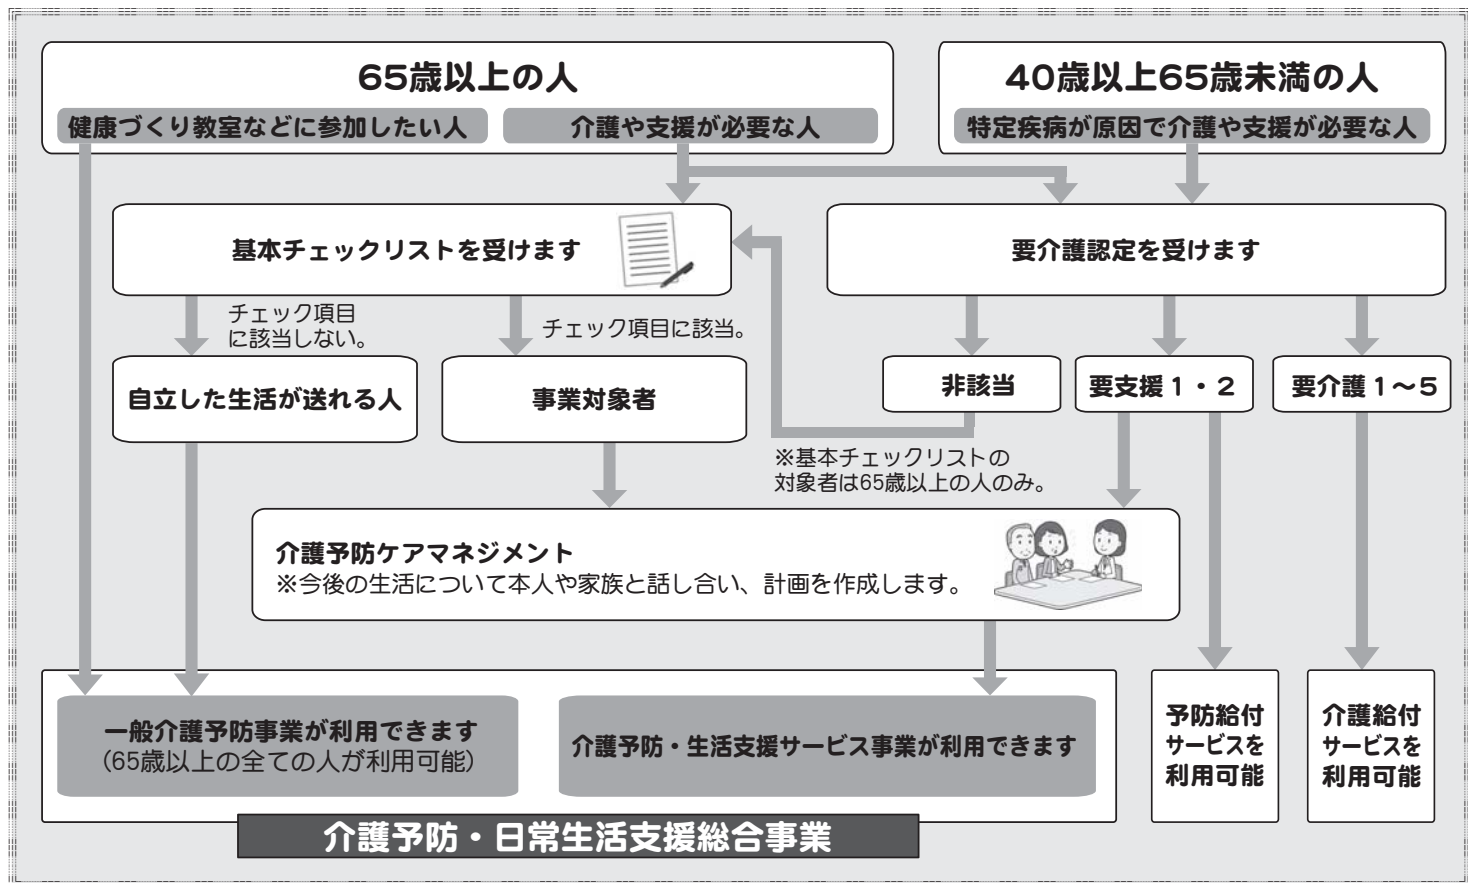 65歳以上の人
健康づくり教室などに参加したい人
介護や支援が必要な人
40歳以上65歳未満の人
特定疾病が原因で介護や支援が必要な人
基本チェックリストを受けます
要介護認定を受けます
チェック項目
に該当しない。
チェック項目に該当。
自立した生活が送れる人
事業対象者
非該当
要支援1・2
要介護1～5
※基本チェックリストの
対象者は65歳以上の人のみ。
介護予防ケアマネジメント
※今後の生活について本人や家族と話し合い、計画を作成します。
一般介護予防事業が利用できます
（65歳以上の全ての人が利用可能）
介護予防・生活支援サービス事業が利用できます
予防給付
サービスを
利用可能
介護給付
サービスを
利用可能
介護予防・日常生活支援総合事業